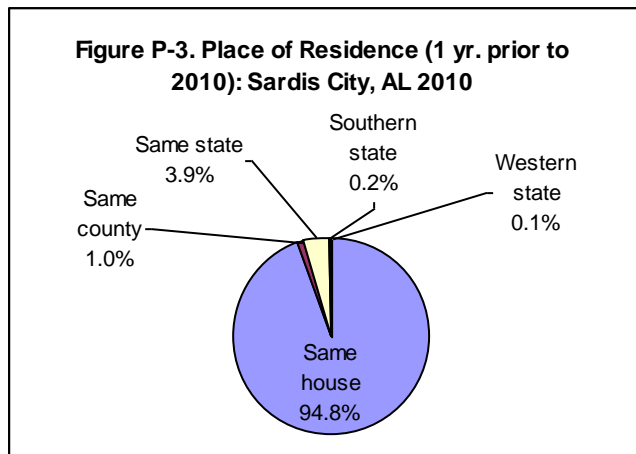 Figure P-3. Place of Residence (1 yr. prior to
2010): Sardis City, AL 2010
Same state
3.9%
Southern
state
0.2%
Western
state
0.1%
Same
county
1.0%
Same
house
94.8%